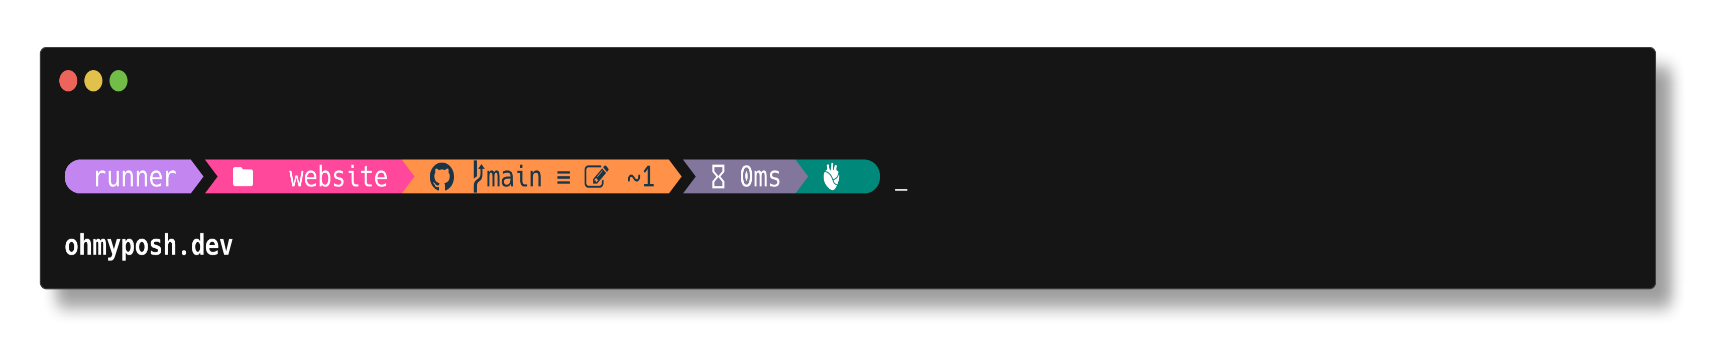 runner website main ≡ ~1 0ms _
ohmyposh.dev